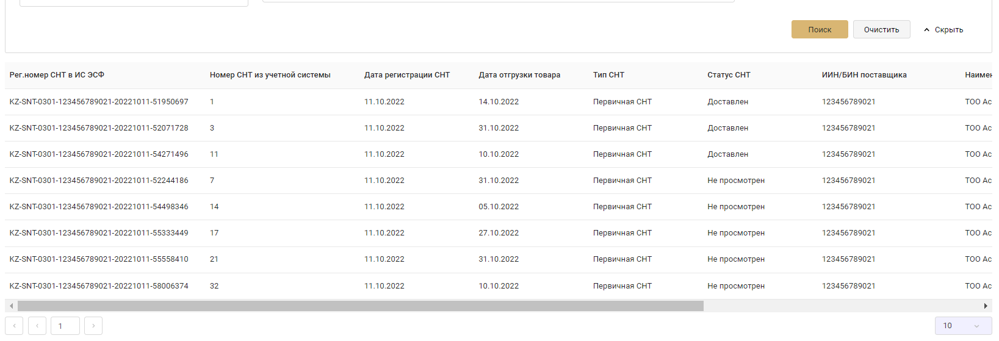 Поиск Очистить Скрыть
Рег.номер СНТ в ИС ЭСФ Номер СНТ из учетной системы Дата регистрации СНТ Дата отгрузки товара Тип СНТ Статус СНТ ИИН/БИН поставщика Наимен
KZ-SNT-0301-123456789021-20221011-51950697 1 11.10.2022 14.10.2022 Первичная СНТ Доставлен 123456789021 ТОО Ас
KZ-SNT-0301-123456789021-20221011-52071728 3 11.10.2022 31.10.2022 Первичная СНТ Доставлен 123456789021 ТОО Ас
KZ-SNT-0301-123456789021-20221011-54271496 11 11.10.2022 10.10.2022 Первичная СНТ Доставлен 123456789021 ТОО Ас
KZ-SNT-0301-123456789021-20221011-52244186 7 11.10.2022 31.10.2022 Первичная СНТ Не просмотрен 123456789021 ТОО Ас
KZ-SNT-0301-123456789021-20221011-54498346 14 11.10.2022 05.10.2022 Первичная СНТ Не просмотрен 123456789021 ТОО Ас
KZ-SNT-0301-123456789021-20221011-55333449 17 11.10.2022 27.10.2022 Первичная СНТ Не просмотрен 123456789021 ТОО Ас
KZ-SNT-0301-123456789021-20221011-55558410 21 11.10.2022 31.10.2022 Первичная СНТ Не просмотрен 123456789021 ТОО Ас
KZ-SNT-0301-123456789021-20221011-58006374 32 11.10.2022 10.10.2022 Первичная СНТ Не просмотрен 123456789021 ТОО Ас
1 10